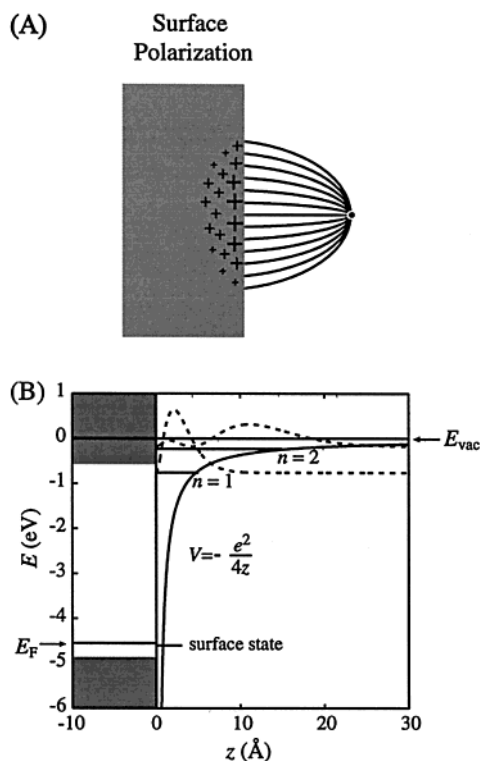 (A)
Surface
Polarization
(B)
1
0
-1
-2
-3
-4
-5
-6
E (eV)
E_vac
n = 2
n = 1
V = - e²/4z
E_F
surface state
-10
0
10
20
30
z (Å)